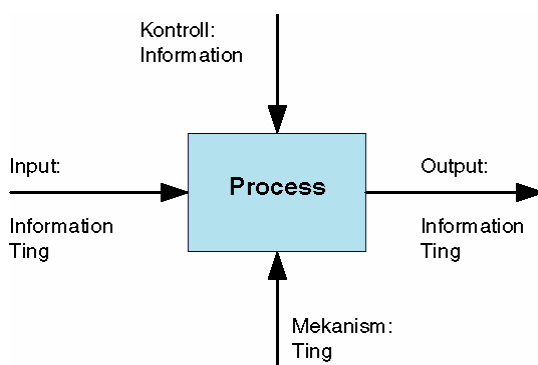 Kontroll:
Information
Input:
Process
Output:
Information
Ting
Information
Ting
Mekanism:
Ting